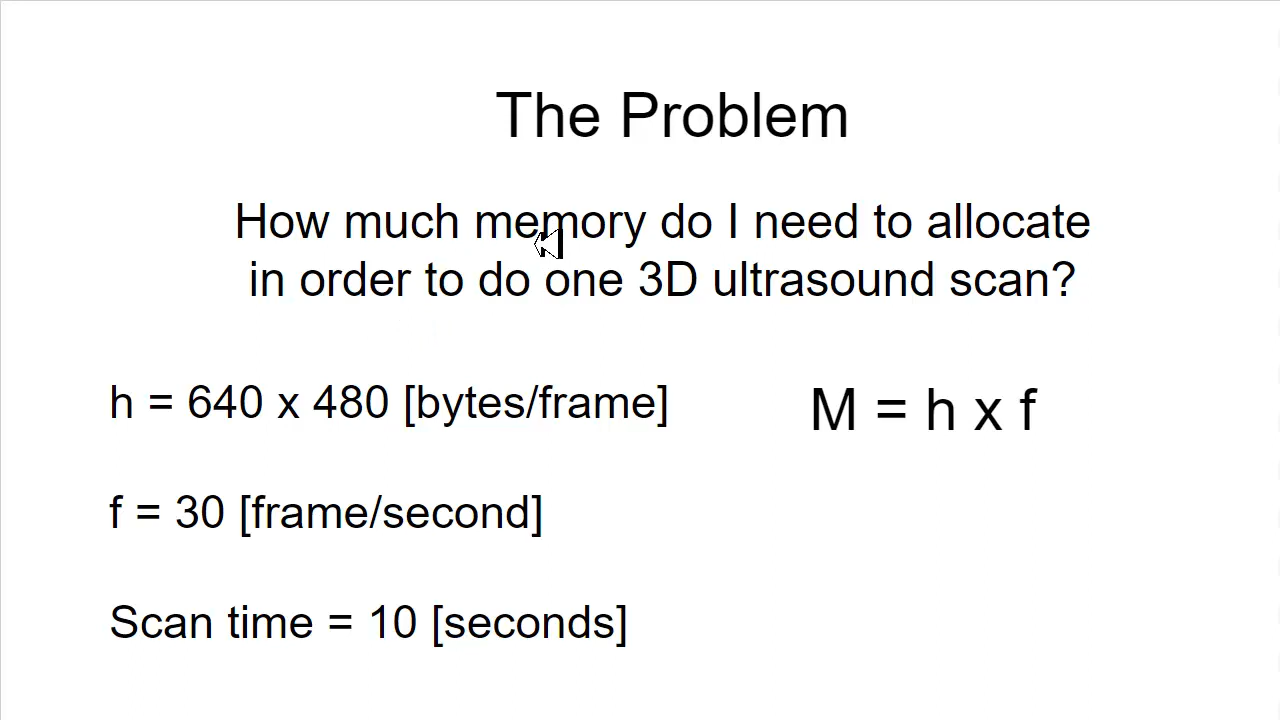 The Problem
How much memory do I need to allocate
in order to do one 3D ultrasound scan?
h = 640 x 480 [bytes/frame]
M = h x f
f = 30 [frame/second]
Scan time = 10 [seconds]